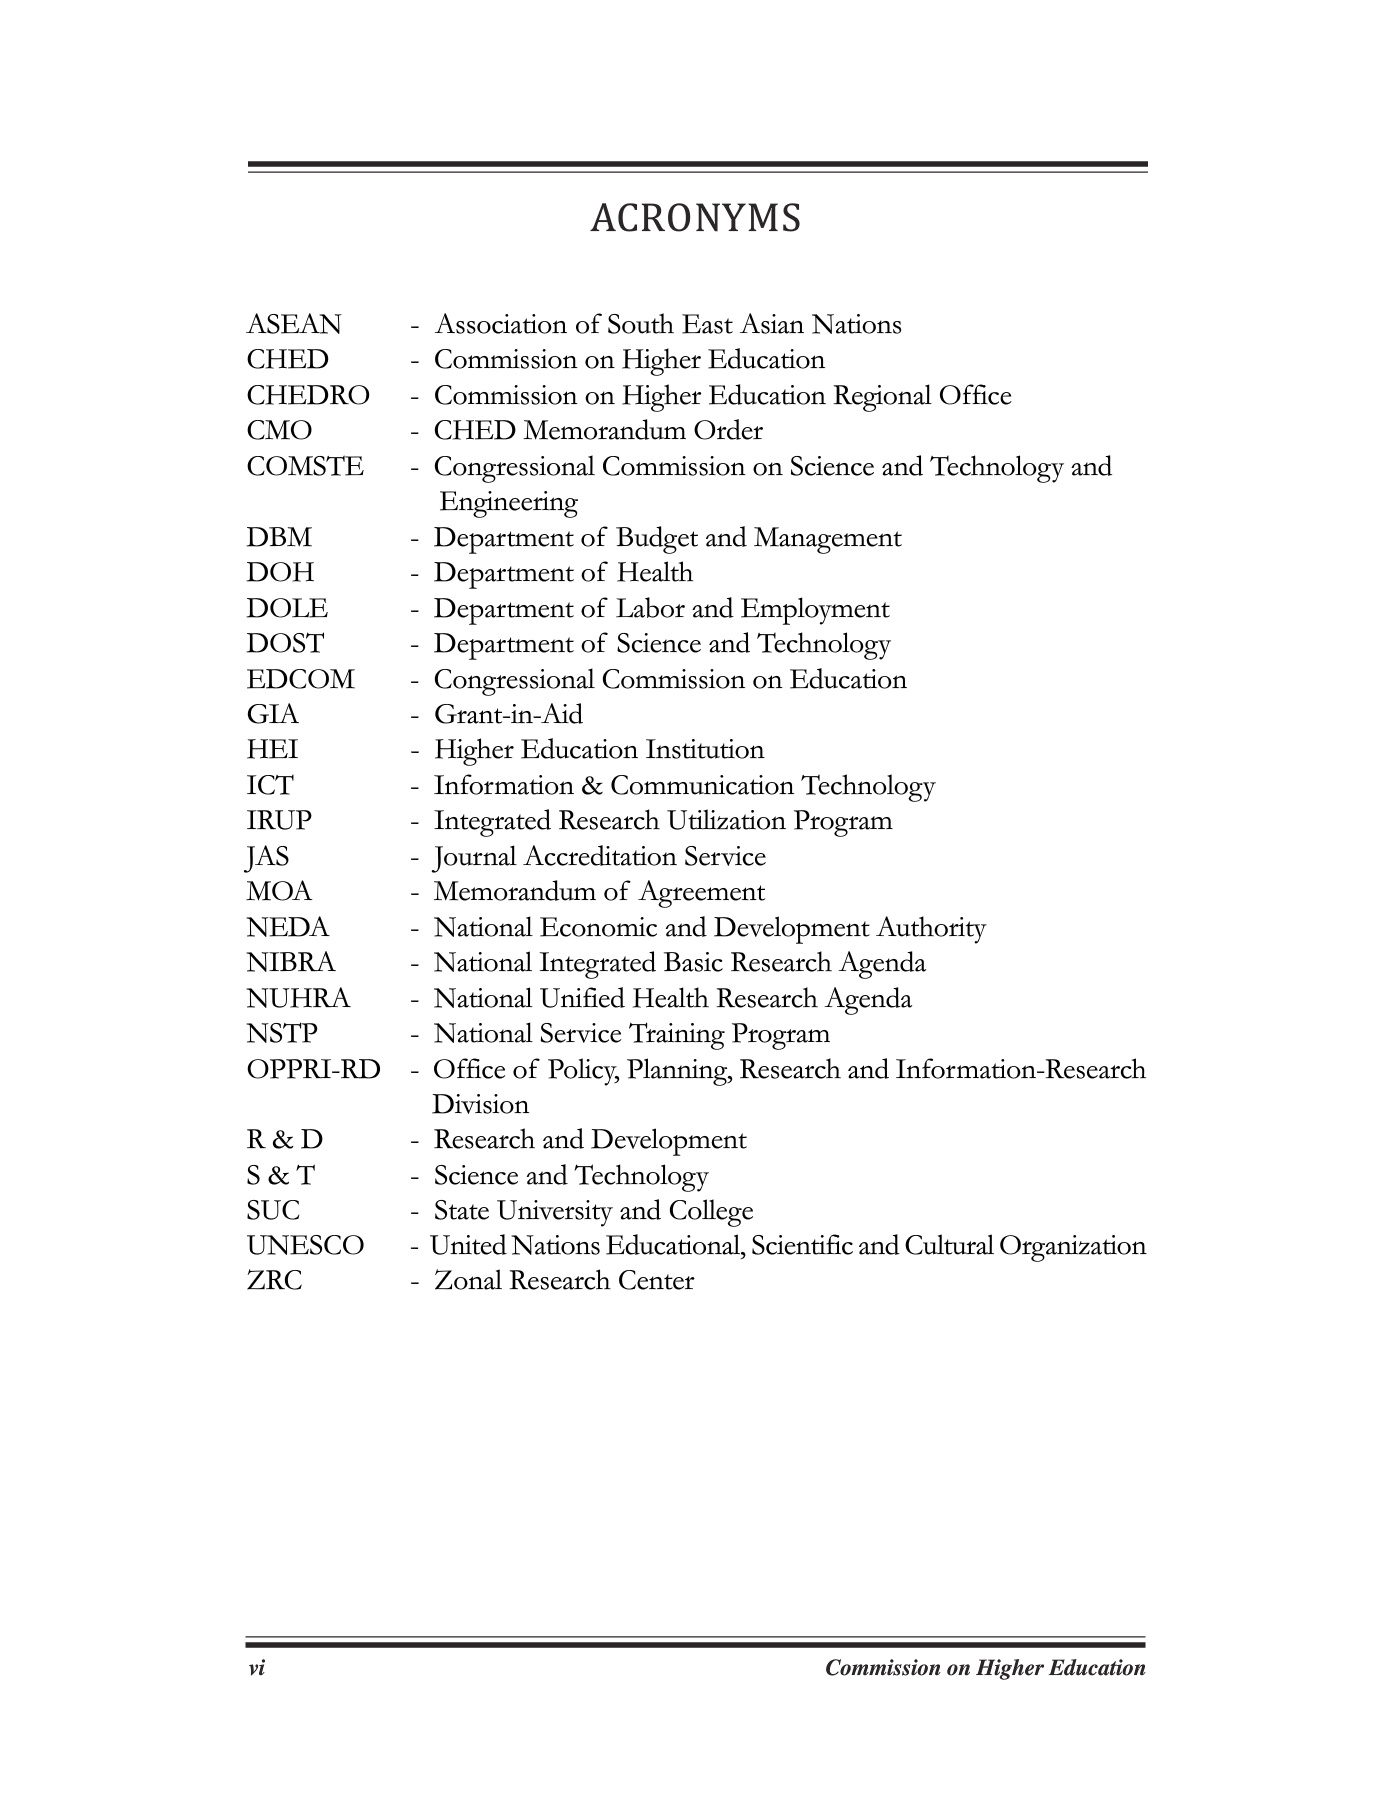 ACRONYMS
ASEAN - Association of South East Asian Nations
CHED - Commission on Higher Education
CHEDRO - Commission on Higher Education Regional Office
CMO - CHED Memorandum Order
COMSTE - Congressional Commission on Science and Technology and
Engineering
DBM - Department of Budget and Management
DOH - Department of Health
DOLE - Department of Labor and Employment
DOST - Department of Science and Technology
EDCOM - Congressional Commission on Education
GIA - Grant-in-Aid
HEI - Higher Education Institution
ICT - Information & Communication Technology
IRUP - Integrated Research Utilization Program
JAS - Journal Accreditation Service
MOA - Memorandum of Agreement
NEDA - National Economic and Development Authority
NIBRA - National Integrated Basic Research Agenda
NUHRA - National Unified Health Research Agenda
NSTP - National Service Training Program
OPPRI-RD - Office of Policy, Planning, Research and Information-Research
Division
R & D - Research and Development
S & T - Science and Technology
SUC - State University and College
UNESCO - United Nations Educational, Scientific and Cultural Organization
ZRC - Zonal Research Center
vi Commission on Higher Education